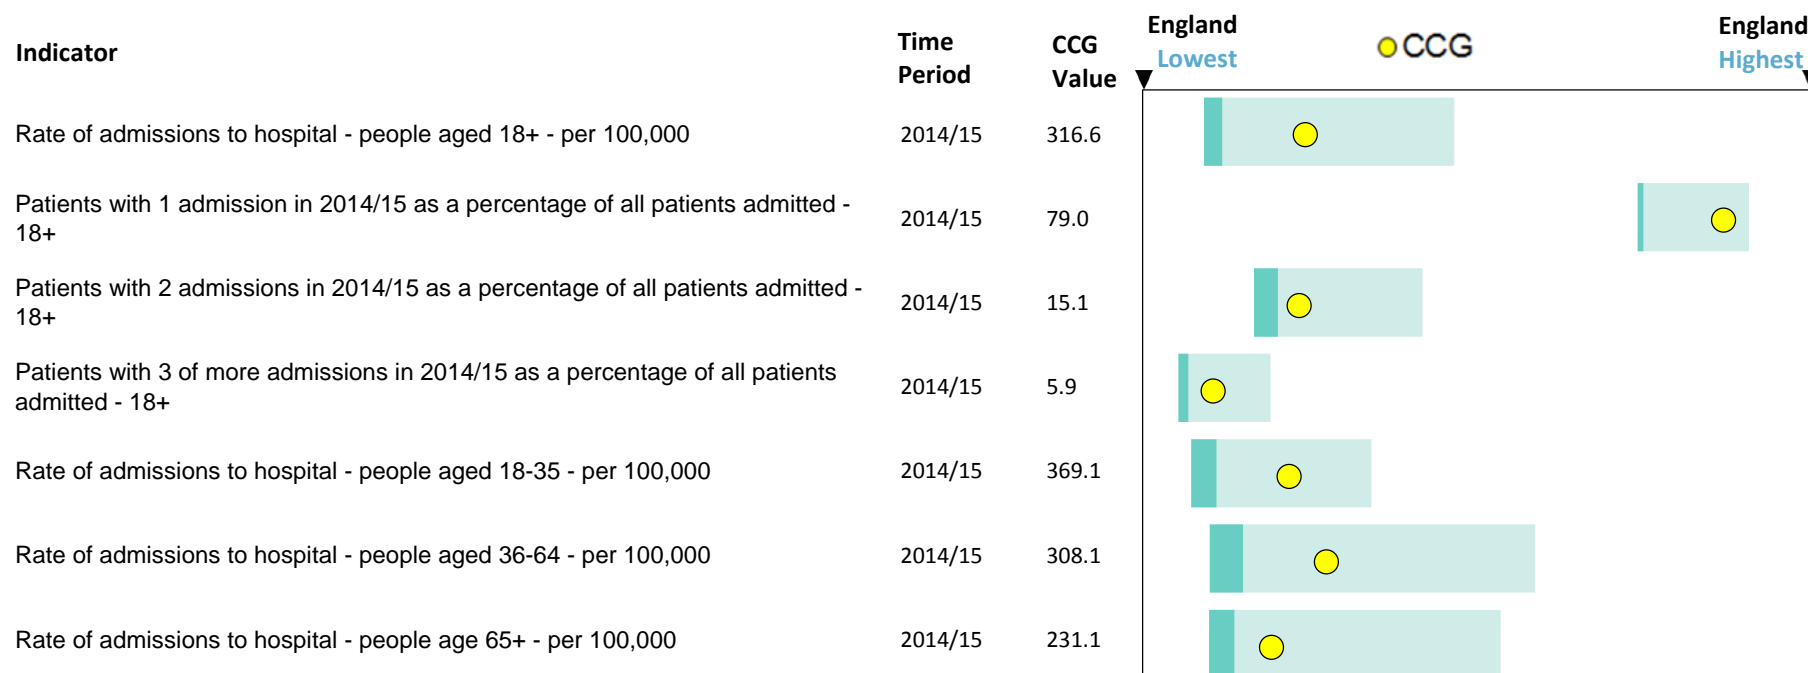 Indicator
Time Period
CCG Value
England Lowest
CCG
England Highest
Rate of admissions to hospital - people aged 18+ - per 100,000 2014/15 316.6
Patients with 1 admission in 2014/15 as a percentage of all patients admitted -
18+
2014/15 79.0
Patients with 2 admissions in 2014/15 as a percentage of all patients admitted -
18+
2014/15 15.1
Patients with 3 of more admissions in 2014/15 as a percentage of all patients
admitted - 18+
2014/15 5.9
Rate of admissions to hospital - people aged 18-35 - per 100,000 2014/15 369.1
Rate of admissions to hospital - people aged 36-64 - per 100,000 2014/15 308.1
Rate of admissions to hospital - people age 65+ - per 100,000 2014/15 231.1